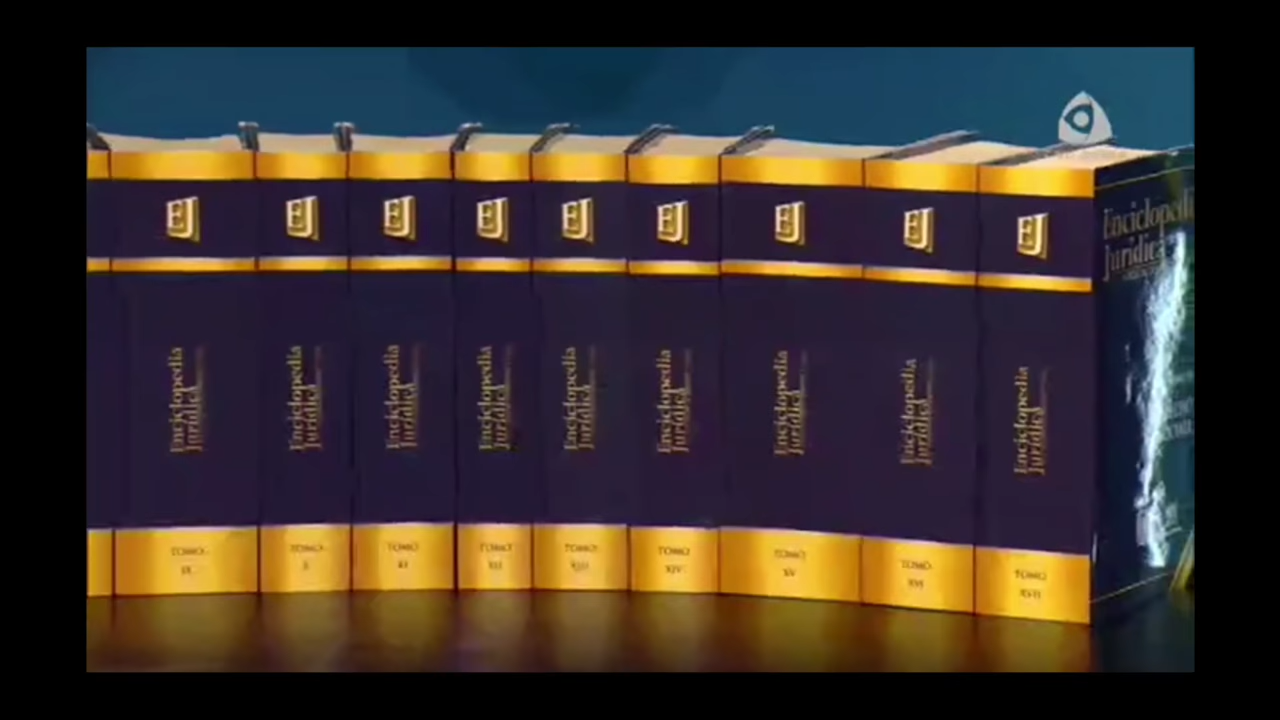 EJ
Enciclopedia
Jurídica
TOMO
IX
EJ
Enciclopedia
Jurídica
TOMO
X
EJ
Enciclopedia
Jurídica
TOMO
XI
EJ
Enciclopedia
Jurídica
TOMO
XII
EJ
Enciclopedia
Jurídica
TOMO
XIII
EJ
Enciclopedia
Jurídica
TOMO
XIV
EJ
Enciclopedia
Jurídica
TOMO
XV
EJ
Enciclopedia
Jurídica
TOMO
XVI
EJ
Enciclopedia
Jurídica
TOMO
XVII
Enciclopedi
Jurídica